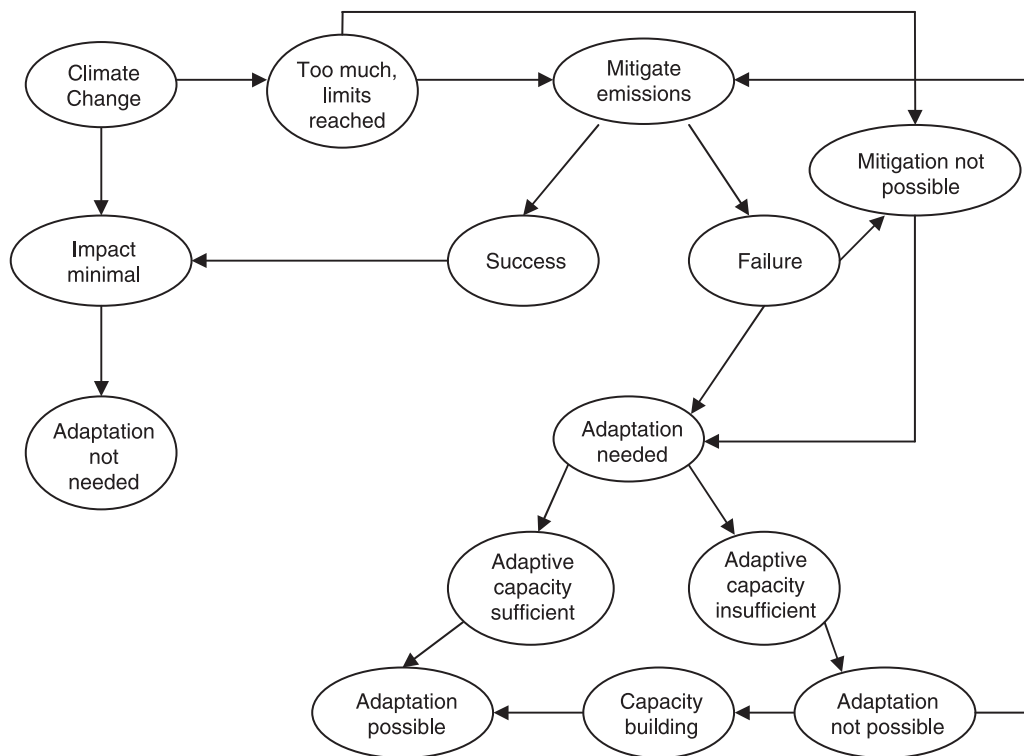 Climate
Change
Too much,
limits
reached
Mitigate
emissions
Mitigation not
possible
Impact
minimal
Success
Failure
Adaptation
not
needed
Adaptation
needed
Adaptive
capacity
sufficient
Adaptive
capacity
insufficient
Adaptation
possible
Capacity
building
Adaptation
not possible